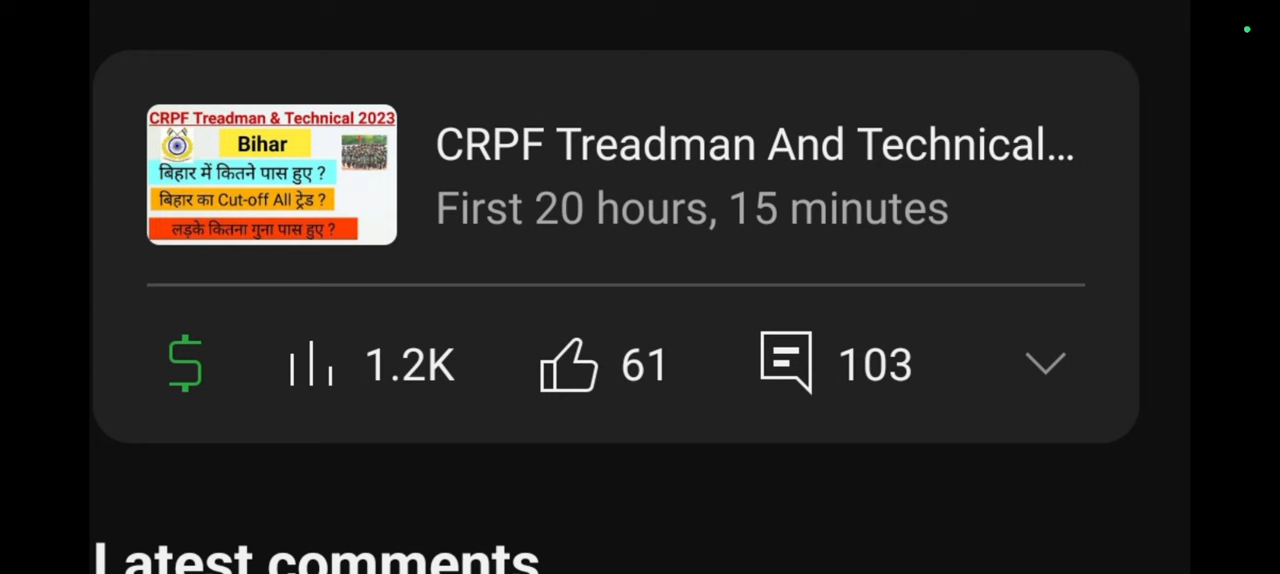 CRPF Treadman & Technical 2023
Bihar
बिहार में कितने पास हुए ?
बिहार का Cut-off All ट्रेड ?
लड़के कितना गुना पास हुए ?
CRPF Treadman And Technical...
First 20 hours, 15 minutes
$ 1.2K 61 103
Latest comments